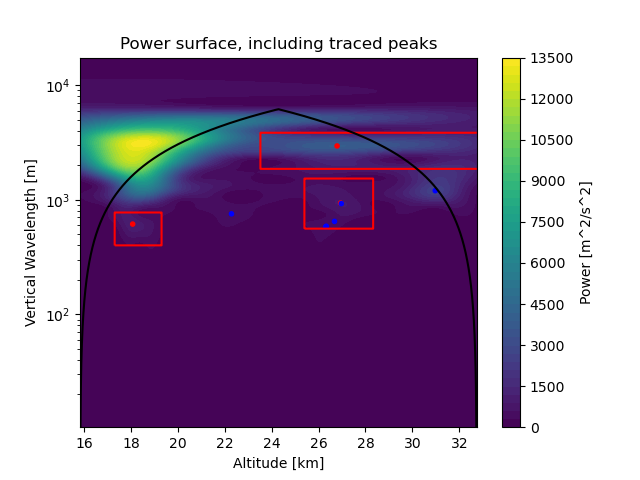 Power surface, including traced peaks
10^4
10^3
10^2
Vertical Wavelength [m]
16 18 20 22 24 26 28 30 32
Altitude [km]
13500
12000
10500
9000
7500
6000
4500
3000
1500
0
Power [m^2/s^2]